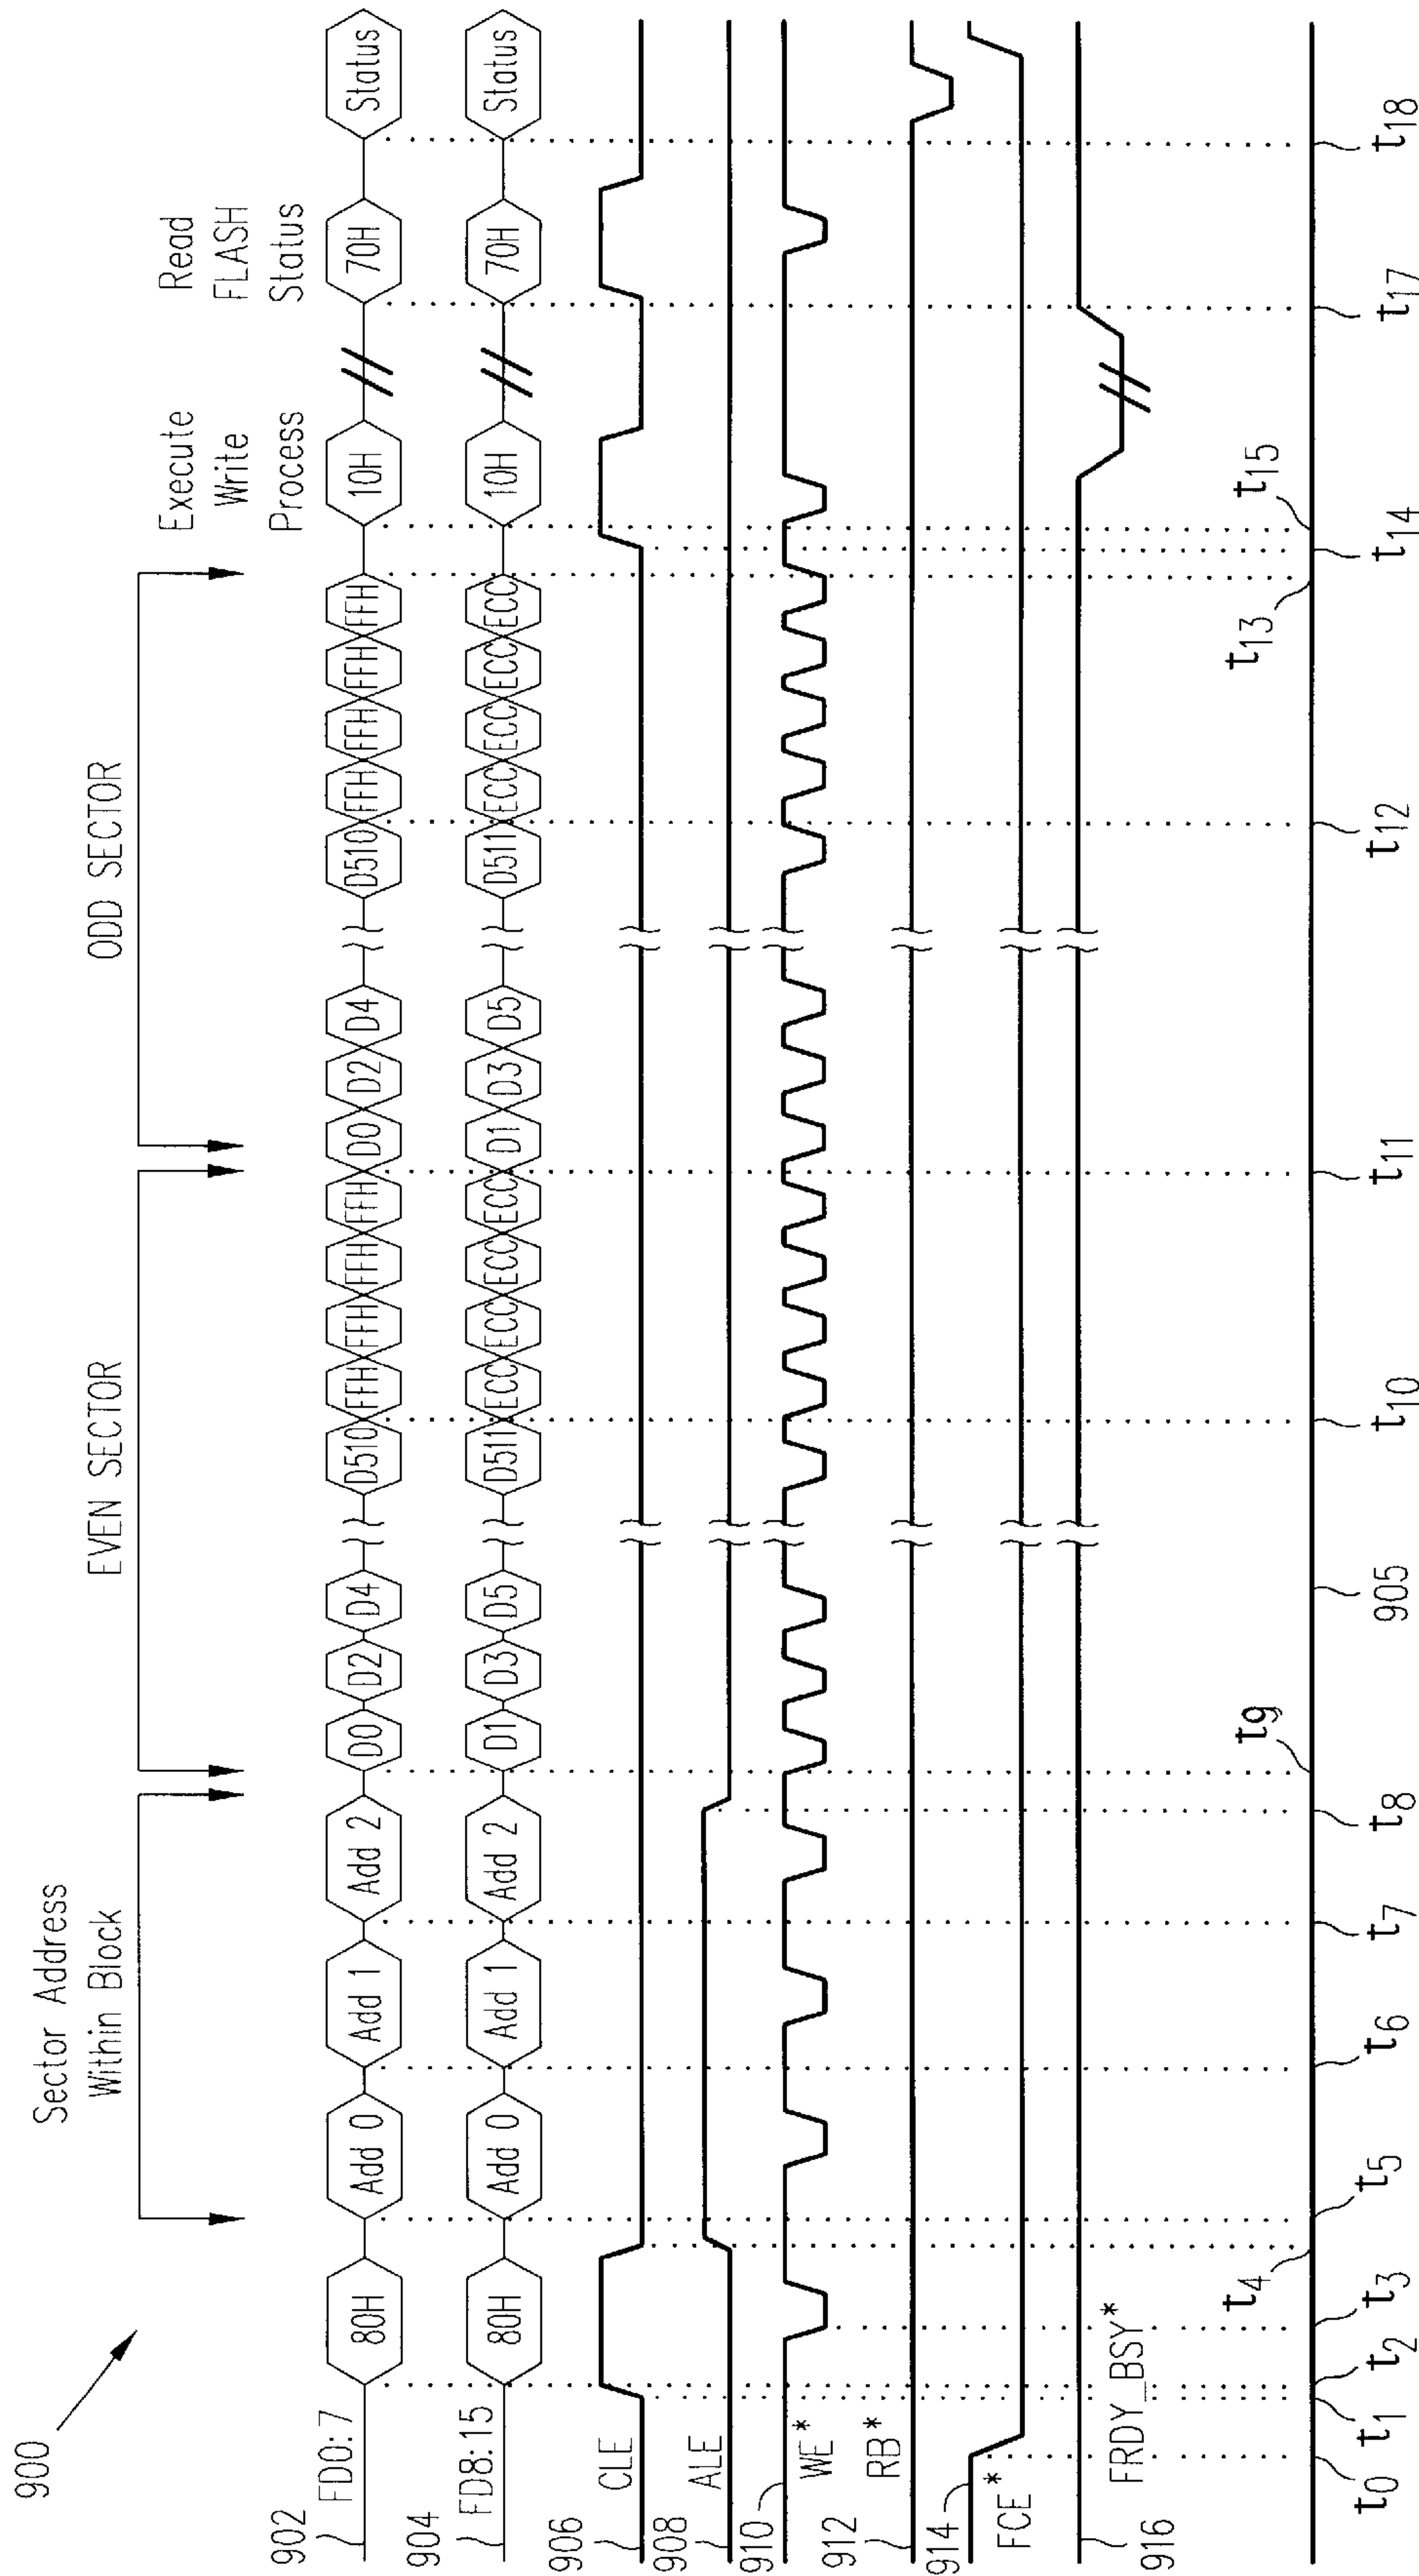 900
Sector Address
Within Block
EVEN SECTOR
ODD SECTOR
Execute
Write
Process
Read
FLASH
Status
902 FD0:7 80H Add 0 Add 1 Add 2 D0 D2 D4 D510 FFH FFH FFH FFH D0 D2 D4 D510 FFH FFH FFH FFH 10H 70H Status
904 FD8:15 80H Add 0 Add 1 Add 2 D1 D3 D5 D511 ECC ECC ECC ECC D1 D3 D5 D511 ECC ECC ECC ECC 10H 70H Status
906 CLE
908 ALE
910 WE*
912 RB*
914 FCE*
916 FRDY_BSY*
t0 t1 t2 t3 t4 t5 t6 t7 t8 t9 905 t10 t11 t12 t13 t14 t15 t17 t18